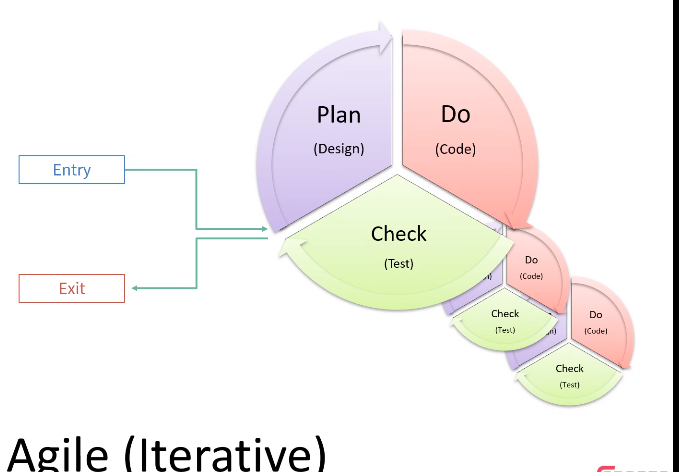 Plan
(Design)
Do
(Code)
Check
(Test)
Entry
Exit
Do
(Code)
Check
(Test)
Do
(Code)
Check
(Test)
Agile (Iterative)